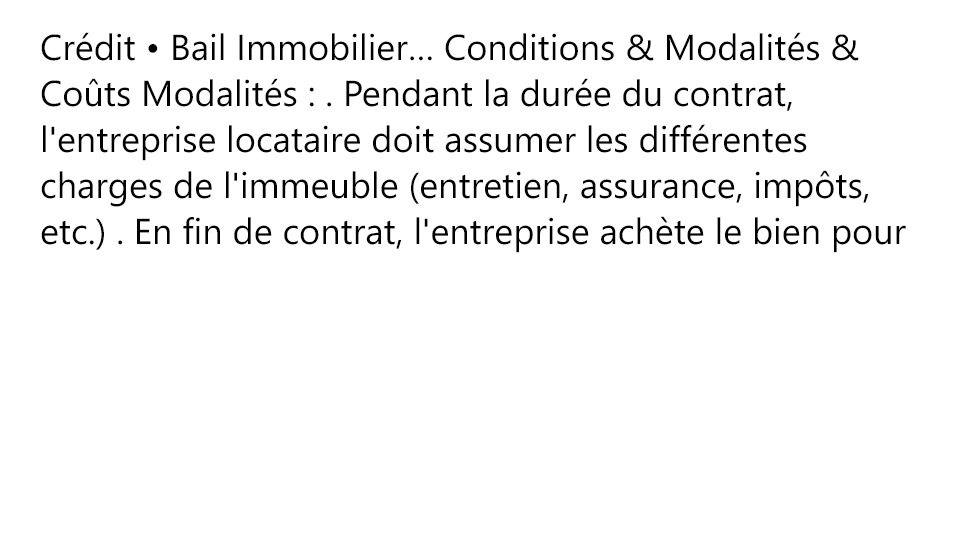 Crédit • Bail Immobilier... Conditions & Modalités &
Coûts Modalités : . Pendant la durée du contrat,
l'entreprise locataire doit assumer les différentes
charges de l'immeuble (entretien, assurance, impôts,
etc.) . En fin de contrat, l'entreprise achète le bien pour